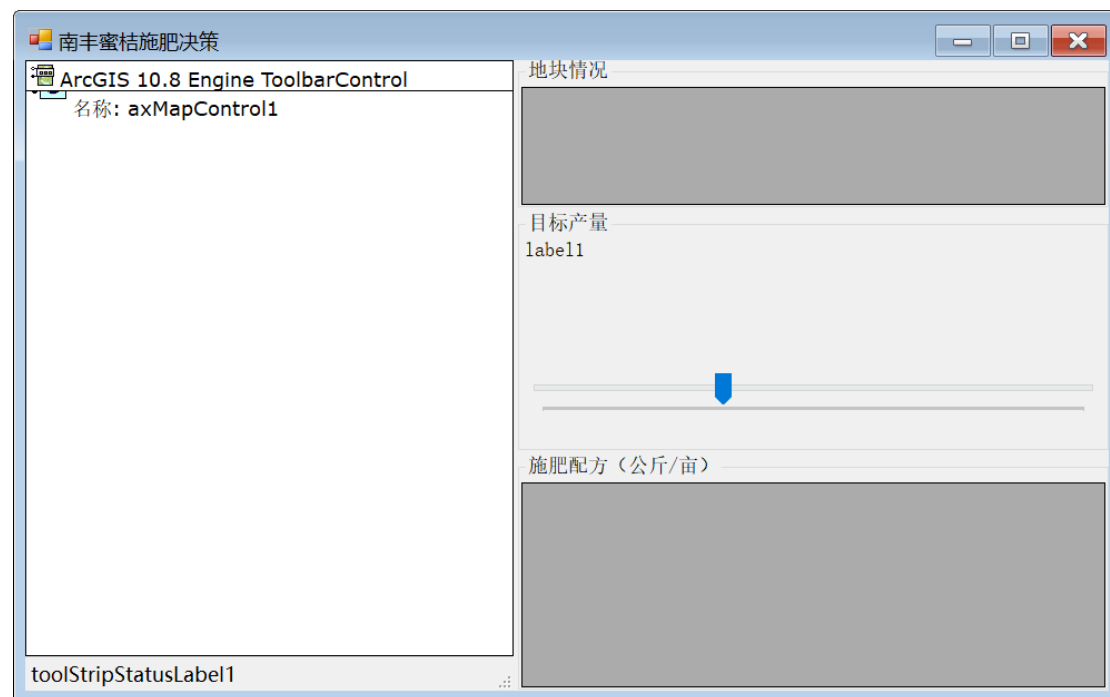 南丰蜜桔施肥决策
ArcGIS 10.8 Engine ToolbarControl
名称: axMapControl1
地块情况
目标产量
label1
施肥配方（公斤/亩）
toolStripStatusLabel1